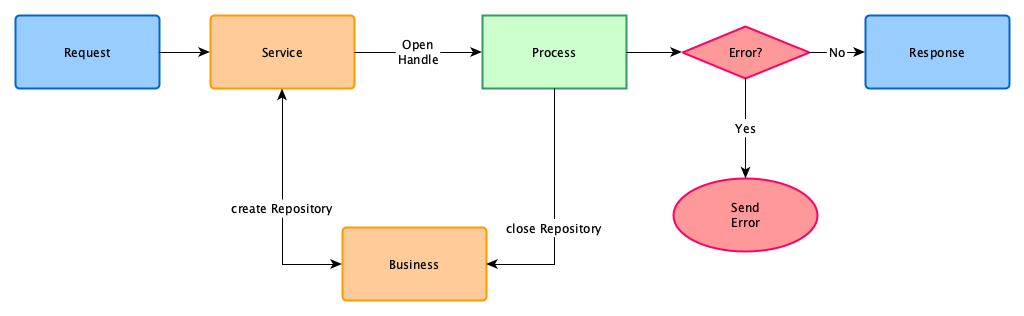 Request
Service
Open
Handle
Process
Error?
No
Response
Yes
create Repository
close Repository
Send
Error
Business